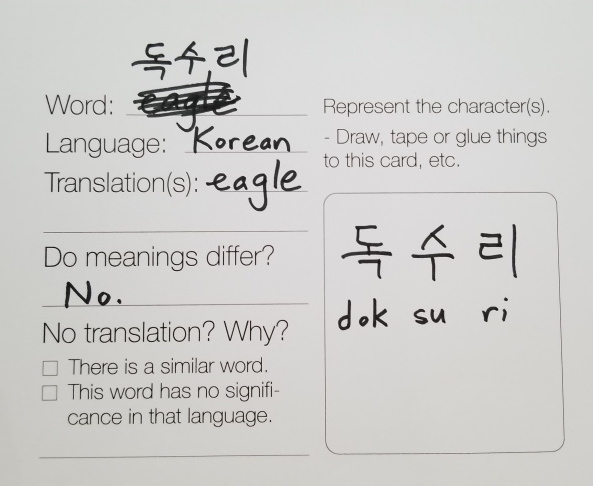 독수리
Word: eagle
Language: Korean
Translation(s): eagle
Do meanings differ?
No.
No translation? Why?
☐ There is a similar word.
☐ This word has no signifi-
cance in that language.
Represent the character(s).
- Draw, tape or glue things
to this card, etc.
독 수 리
dok su ri